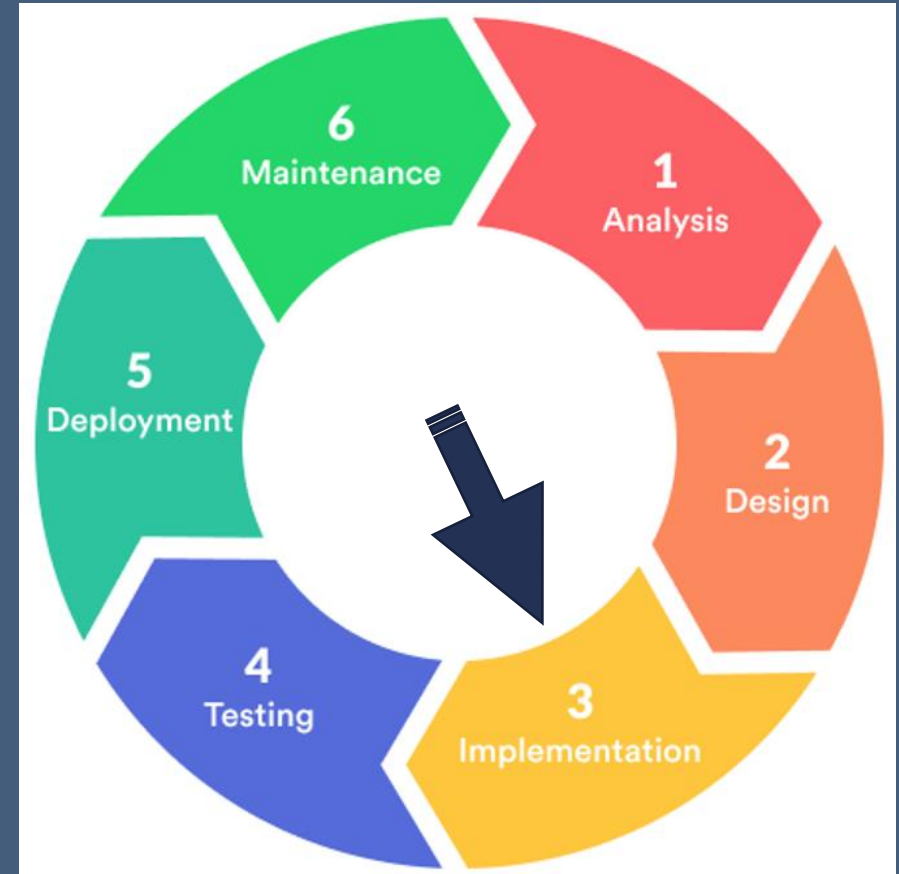 1
Analysis
2
Design
3
Implementation
4
Testing
5
Deployment
6
Maintenance